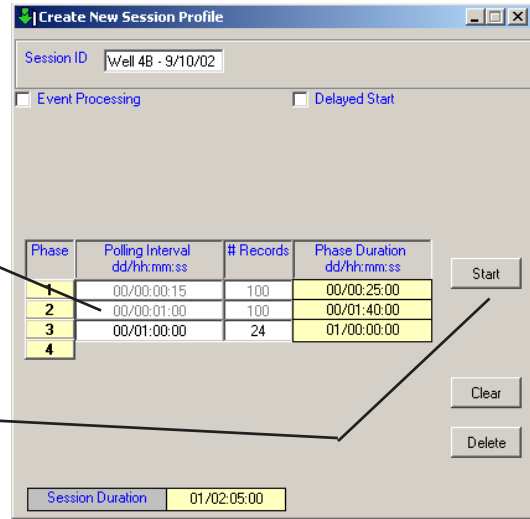 Create New Session Profile
Session ID Well 4B - 9/10/02
Event Processing Delayed Start
Phase Polling Interval dd/hh:mm:ss # Records Phase Duration dd/hh:mm:ss
1 00/00:00:15 100 00/00:25:00
2 00/00:01:00 100 00/01:40:00
3 00/01:00:00 24 01/00:00:00
4
Start
Clear
Delete
Session Duration 01/02:05:00